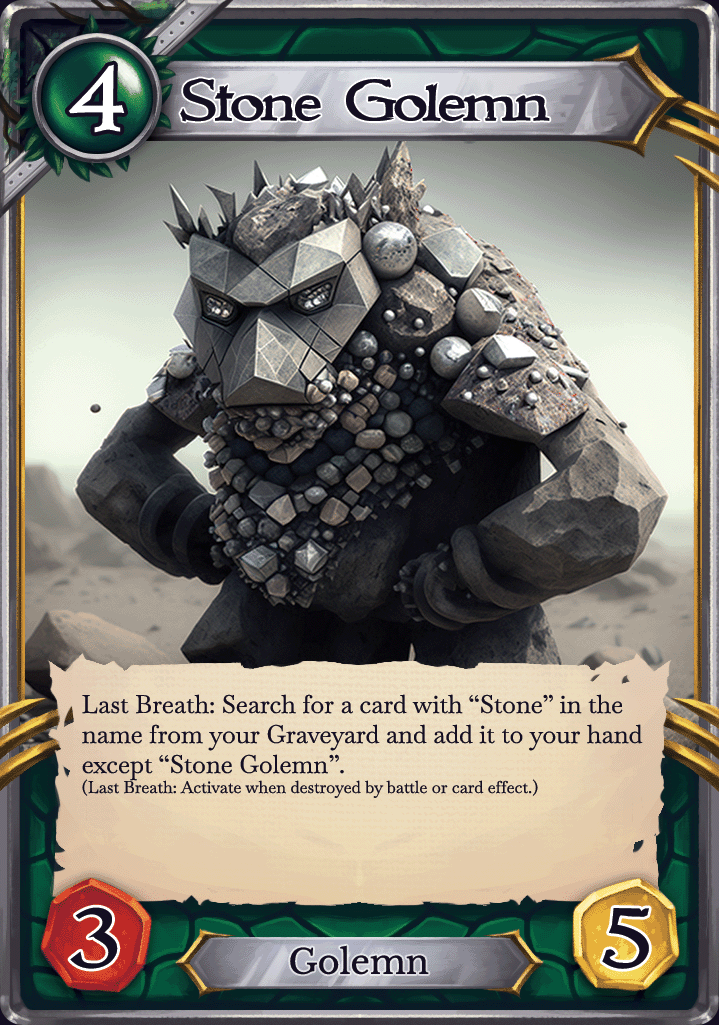 4
Stone Golemn
Last Breath: Search for a card with “Stone” in the
name from your Graveyard and add it to your hand
except “Stone Golemn”.
(Last Breath: Activate when destroyed by battle or card effect.)
3
Golemn
5